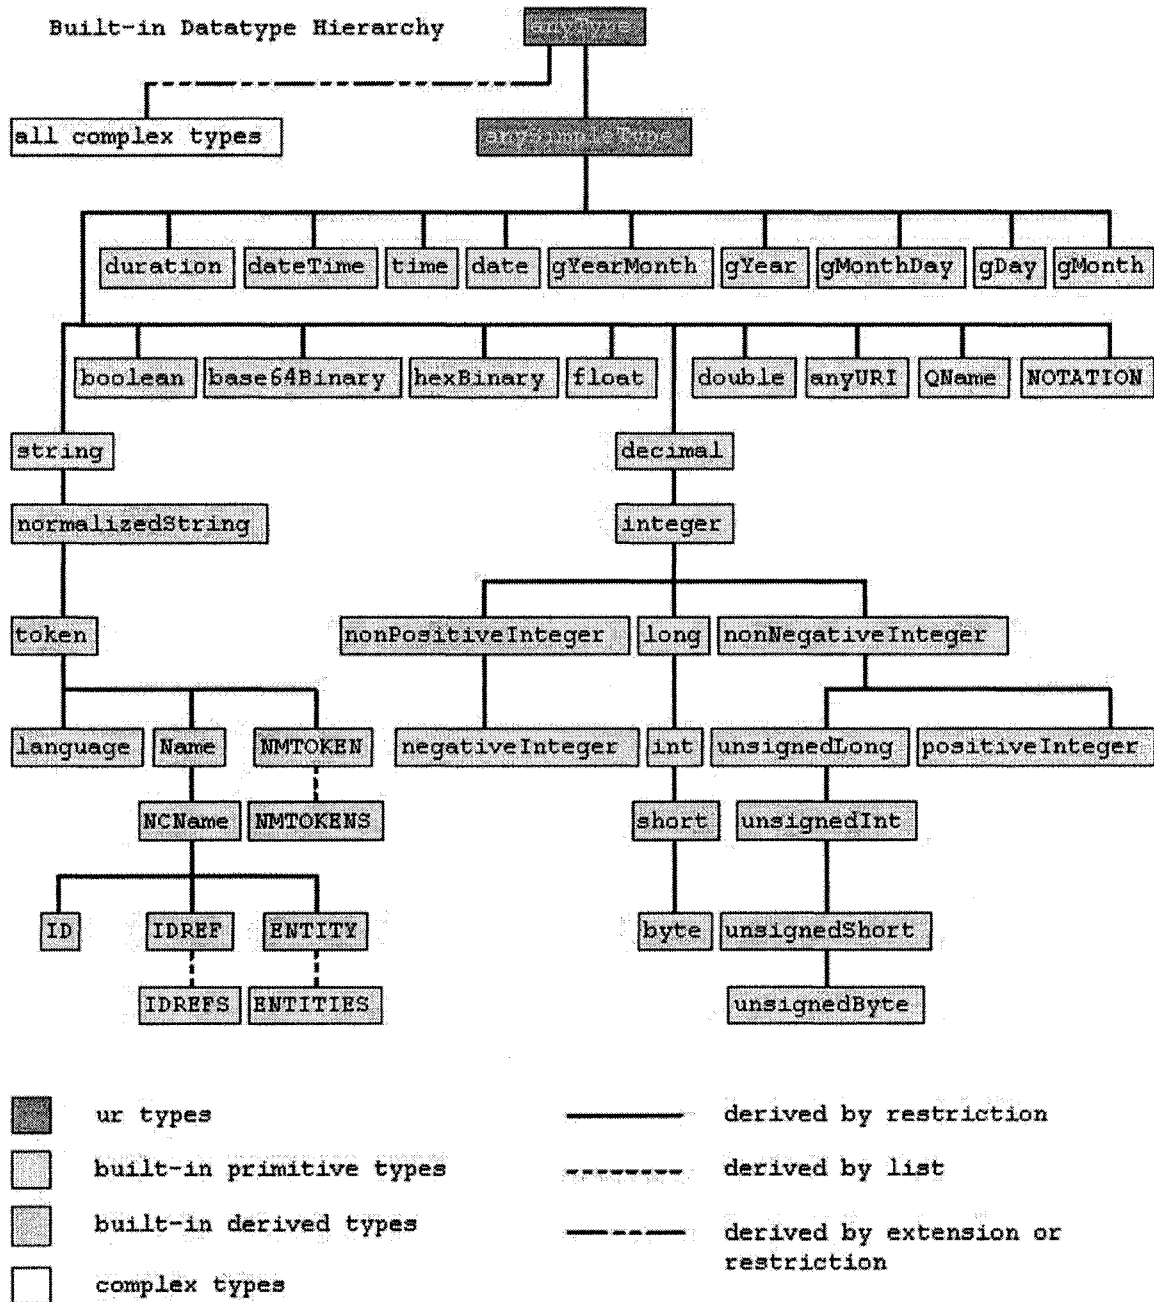 Built-in Datatype Hierarchy
anyType
all complex types
anySimpleType
duration dateTime time date gYearMonth gYear gMonthDay gDay gMonth
boolean base64Binary hexBinary float double anyURI QName NOTATION
string decimal
normalizedString integer
token nonPositiveInteger long nonNegativeInteger
language Name NMTOKEN negativeInteger int unsignedLong positiveInteger
NCName NMTOKENS short unsignedInt
ID IDREF ENTITY byte unsignedShort
IDREFS ENTITIES unsignedByte
ur types
derived by restriction
built-in primitive types
derived by list
built-in derived types
derived by extension or
restriction
complex types